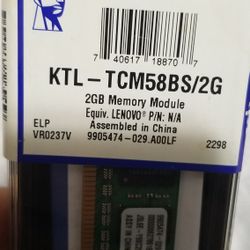 7 40617 18870 7
KTL-TCM58BS/2G
2GB Memory Module
Equiv. LENOVO® P/N: N/A
Assembled in China
ELP
VR0237V
9905474-029.A00LF
2298